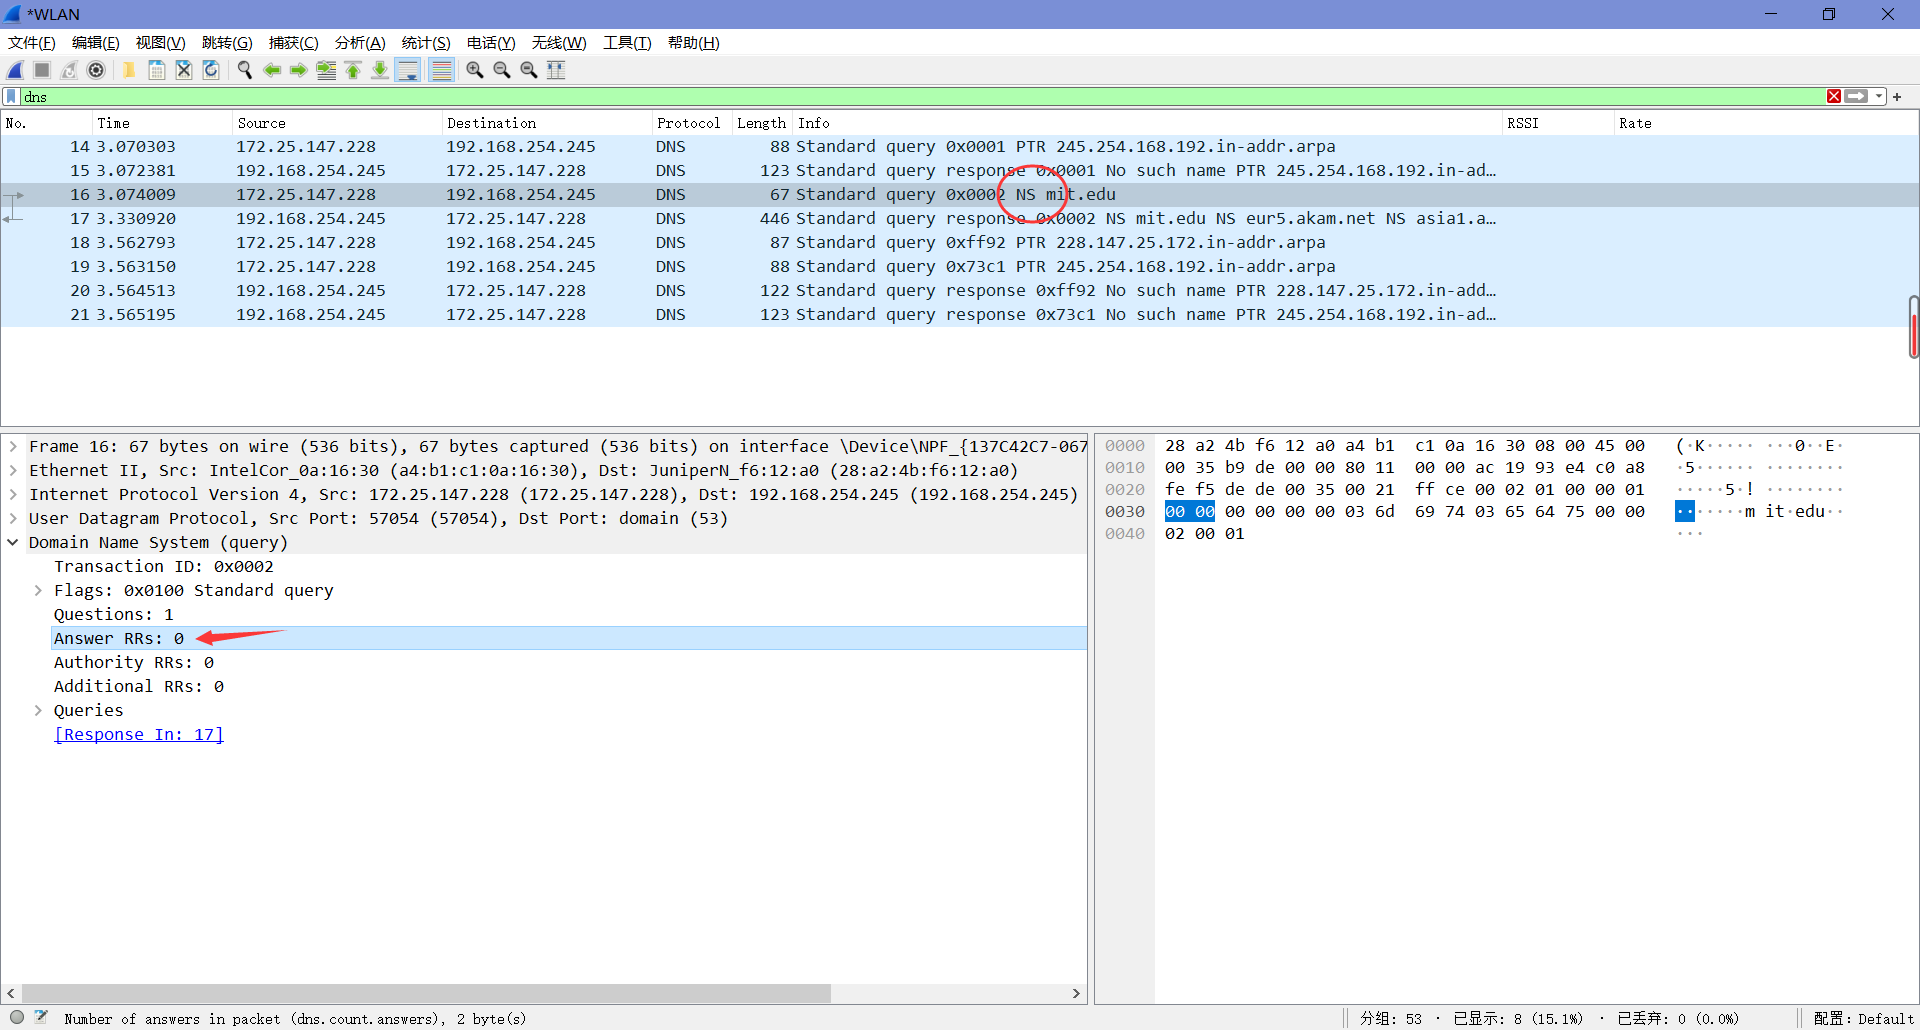 *WLAN
文件(F) 编辑(E) 视图(V) 跳转(G) 捕获(C) 分析(A) 统计(S) 电话(Y) 无线(W) 工具(T) 帮助(H)
dns
No. Time Source Destination Protocol Length Info RSSI Rate
14 3.070303 172.25.147.228 192.168.254.245 DNS 88 Standard query 0x0001 PTR 245.254.168.192.in-addr.arpa
15 3.072381 192.168.254.245 172.25.147.228 DNS 123 Standard query response 0x0001 No such name PTR 245.254.168.192.in-ad…
16 3.074009 172.25.147.228 192.168.254.245 DNS 67 Standard query 0x0002 NS mit.edu
17 3.330920 192.168.254.245 172.25.147.228 DNS 446 Standard query response 0x0002 NS mit.edu NS eur5.akam.net NS asia1.a…
18 3.562793 172.25.147.228 192.168.254.245 DNS 87 Standard query 0xff92 PTR 228.147.25.172.in-addr.arpa
19 3.563150 172.25.147.228 192.168.254.245 DNS 88 Standard query 0x73c1 PTR 245.254.168.192.in-addr.arpa
20 3.564513 192.168.254.245 172.25.147.228 DNS 122 Standard query response 0xff92 No such name PTR 228.147.25.172.in-add…
21 3.565195 192.168.254.245 172.25.147.228 DNS 123 Standard query response 0x73c1 No such name PTR 245.254.168.192.in-ad…
Frame 16: 67 bytes on wire (536 bits), 67 bytes captured (536 bits) on interface \Device\NPF_{137C42C7-067
Ethernet II, Src: IntelCor_0a:16:30 (a4:b1:c1:0a:16:30), Dst: JuniperN_f6:12:a0 (28:a2:4b:f6:12:a0)
Internet Protocol Version 4, Src: 172.25.147.228 (172.25.147.228), Dst: 192.168.254.245 (192.168.254.245)
User Datagram Protocol, Src Port: 57054 (57054), Dst Port: domain (53)
Domain Name System (query)
Transaction ID: 0x0002
Flags: 0x0100 Standard query
Questions: 1
Answer RRs: 0
Authority RRs: 0
Additional RRs: 0
Queries
[Response In: 17]
0000 28 a2 4b f6 12 a0 a4 b1 c1 0a 16 30 08 00 45 00 (·K····· ···0··E·
0010 00 35 b9 de 00 00 80 11 00 00 ac 19 93 e4 c0 a8 ·5······ ········
0020 fe f5 de de 00 35 00 21 ff ce 00 02 01 00 00 01 ·····5·! ········
0030 00 00 00 00 00 00 03 6d 69 74 03 65 64 75 00 00 ·······m it·edu··
0040 02 00 01 ···
Number of answers in packet (dns.count.answers), 2 byte(s)
分组: 53 · 已显示: 8 (15.1%) · 已丢弃: 0 (0.0%)
配置: Default